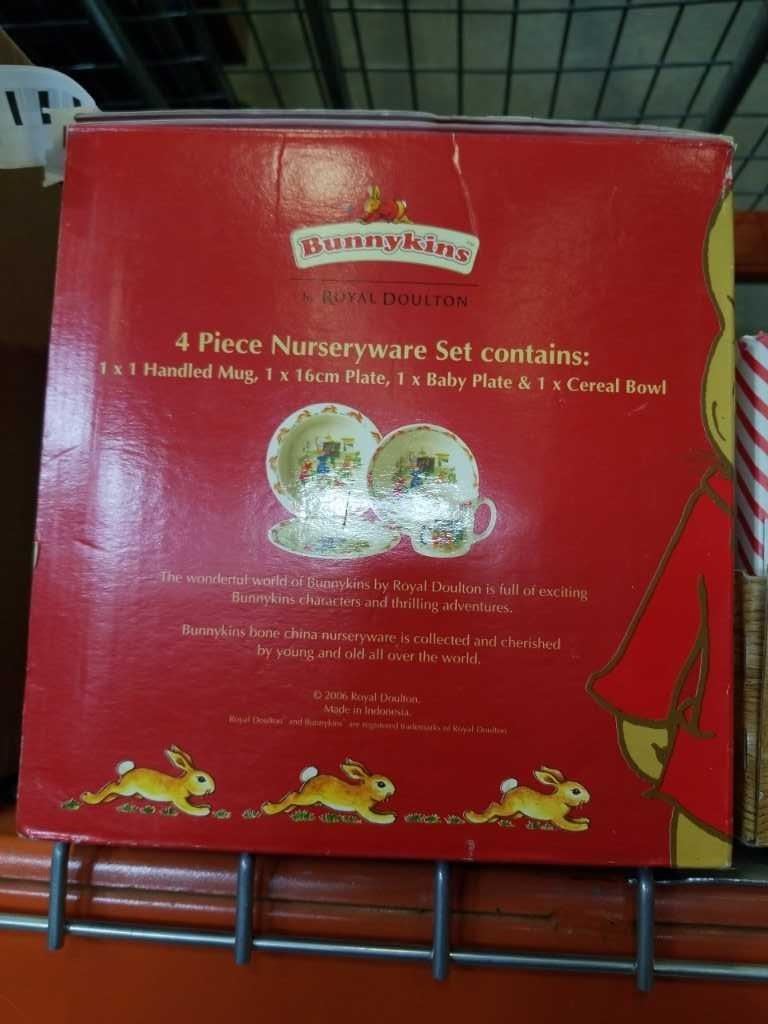 Bunnykins™
by ROYAL DOULTON
4 Piece Nurseryware Set contains:
1 x 1 Handled Mug, 1 x 16cm Plate, 1 x Baby Plate & 1 x Cereal Bowl
The wonderful world of Bunnykins by Royal Doulton is full of exciting
Bunnykins characters and thrilling adventures.
Bunnykins bone china nurseryware is collected and cherished
by young and old all over the world.
© 2006 Royal Doulton.
Made in Indonesia.
Royal Doulton® and Bunnykins® are registered trademarks of Royal Doulton